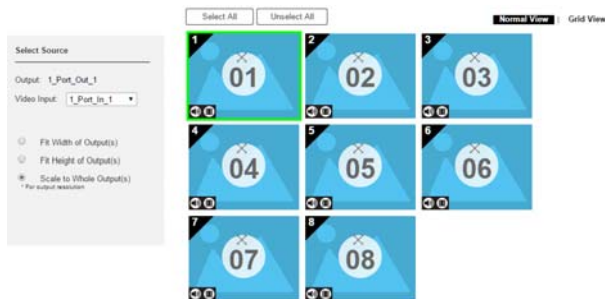 Select All Unselect All Normal View | Grid View
Select Source
Output: 1_Port_Out_1
Video Input: 1_Port_In_1
Fit Width of Output(s)
Fit Height of Output(s)
Scale to Whole Output(s)
* For output resolution
1 2 3
01 02 03
4 5 6
04 05 06
7 8
07 08